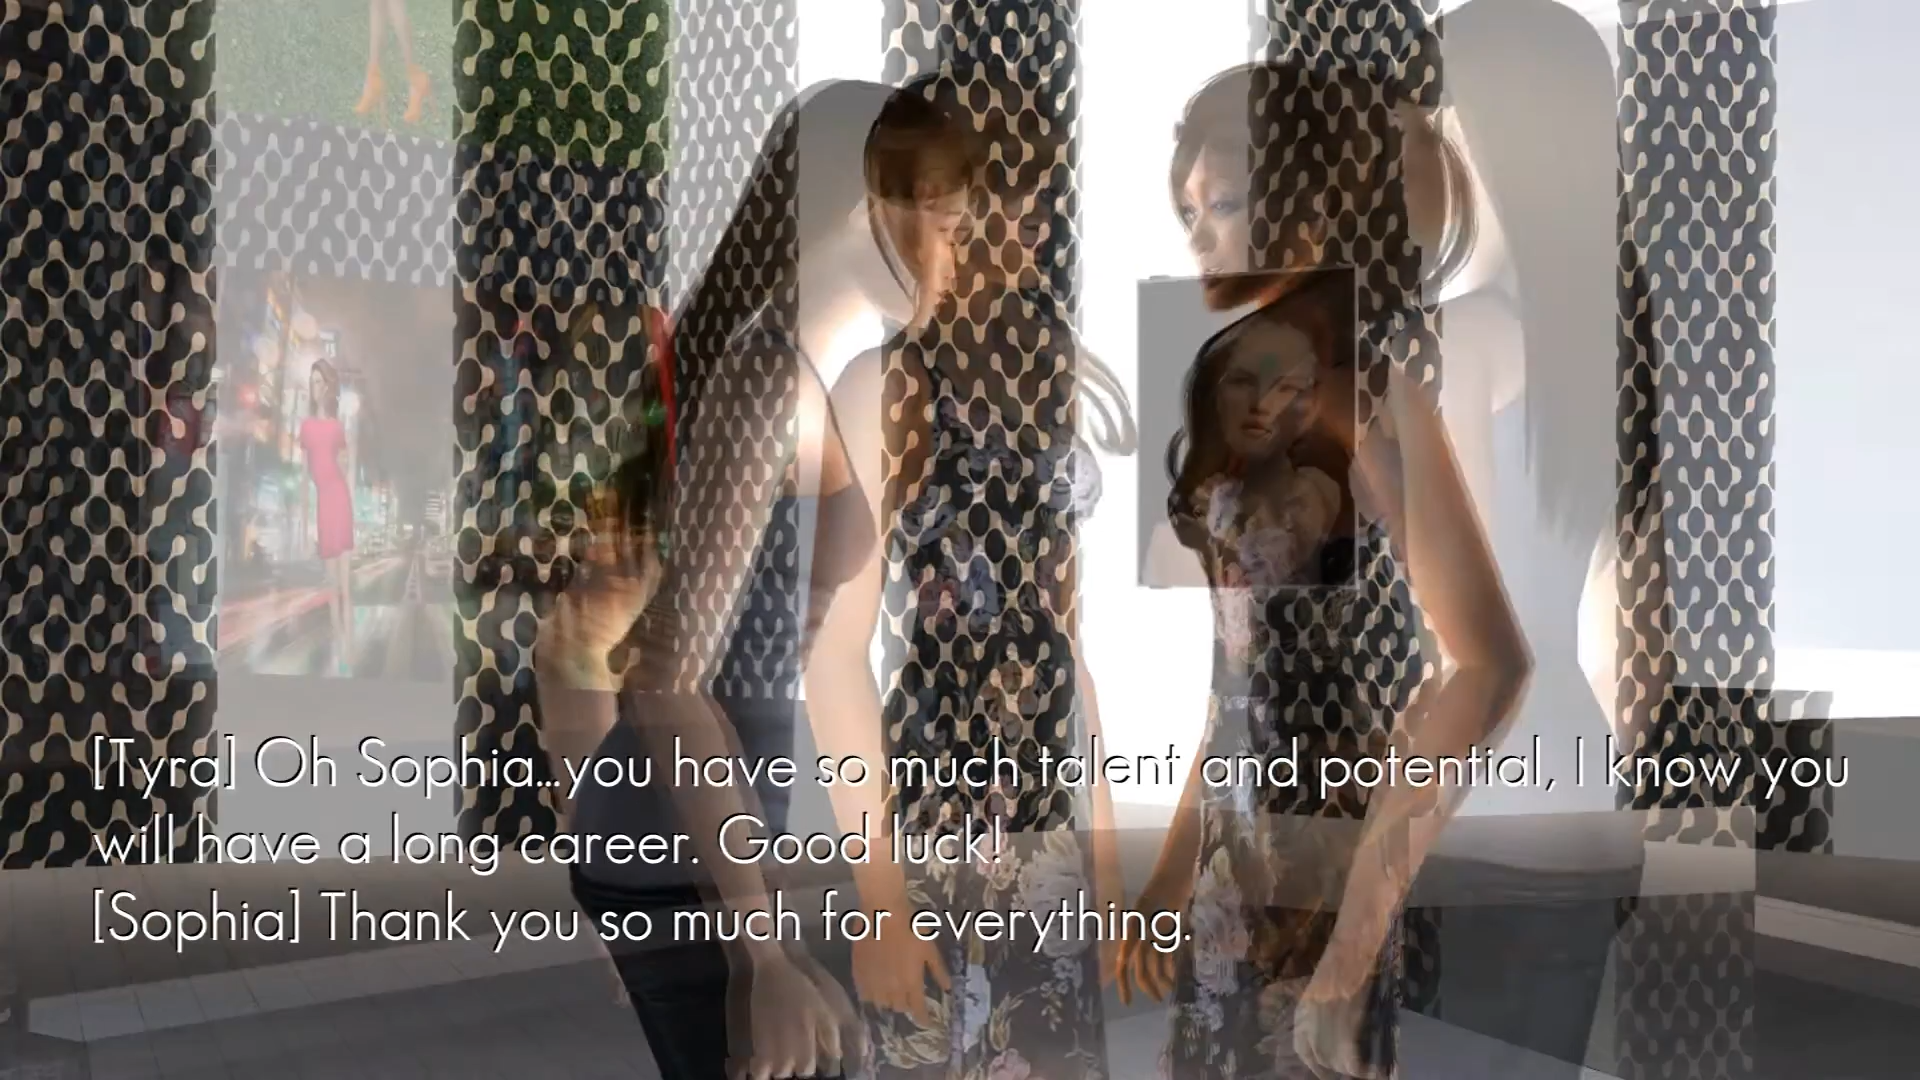 [Tyra] Oh Sophia...you have so much talent and potential, I know you
will have a long career. Good luck!
[Sophia] Thank you so much for everything.